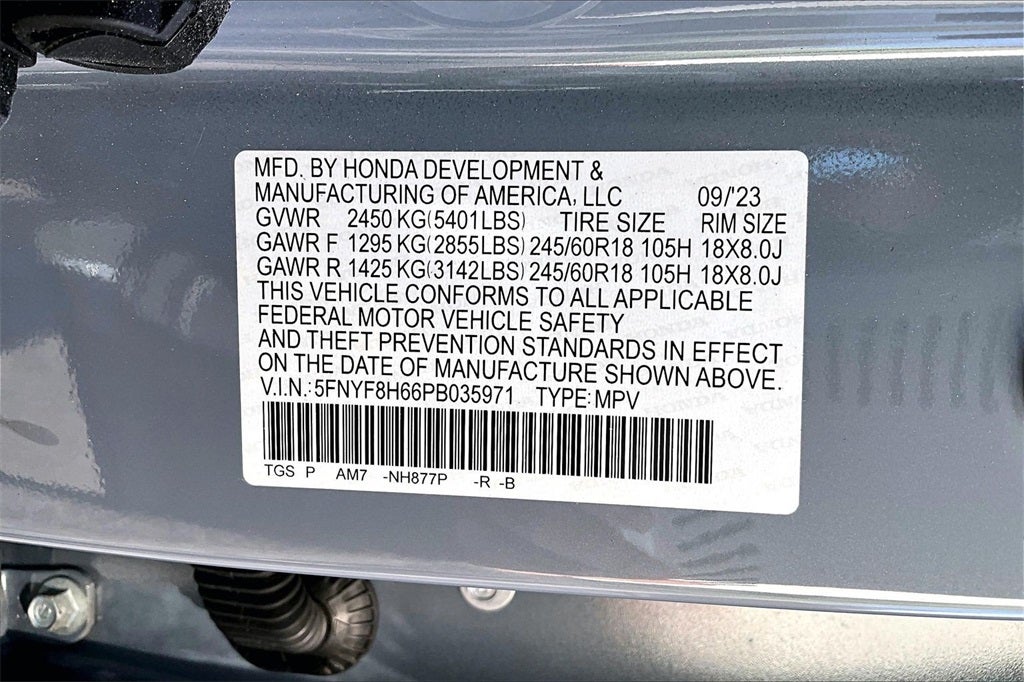 MFD. BY HONDA DEVELOPMENT &
MANUFACTURING OF AMERICA, LLC 09/'23
GVWR 2450 KG(5401LBS) TIRE SIZE RIM SIZE
GAWR F 1295 KG(2855LBS) 245/60R18 105H 18X8.0J
GAWR R 1425 KG(3142LBS) 245/60R18 105H 18X8.0J
THIS VEHICLE CONFORMS TO ALL APPLICABLE
FEDERAL MOTOR VEHICLE SAFETY
AND THEFT PREVENTION STANDARDS IN EFFECT
ON THE DATE OF MANUFACTURE SHOWN ABOVE.
V.I.N.: 5FNYF8H66PB035971 TYPE: MPV
TGS P AM7 -NH877P -R -B